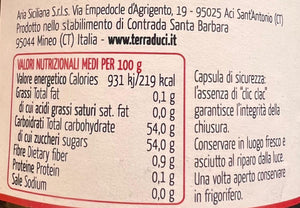 Aria Siciliana S.r.l.s. Via Empedocle d'Agrigento, 19 - 95025 Aci Sant'Antonio (CT)
Prodotto nello stabilimento di Contrada Santa Barbara
95044 Mineo (CT) Italia - www.terraduci.it
VALORI NUTRIZIONALI MEDI PER 100 g
Valore energetico Calories 931 kj/219 kcal
Grassi Total fat 0,1 g
di cui acidi grassi saturi sat. fat 0,0 g
Carboidrati Total carbohydrate 54,0 g
di cui zuccheri sugars 54,0 g
Fibre Dietary fiber 0,9 g
Proteine Protein 0,1 g
Sale Sodium 0,0 g
Capsula di sicurezza:
l'assenza di "clic clac"
garantisce l'integrità della
chiusura.
Conservare in luogo fresco e
asciutto al riparo dalla luce.
Una volta aperto conservare
in frigorifero.